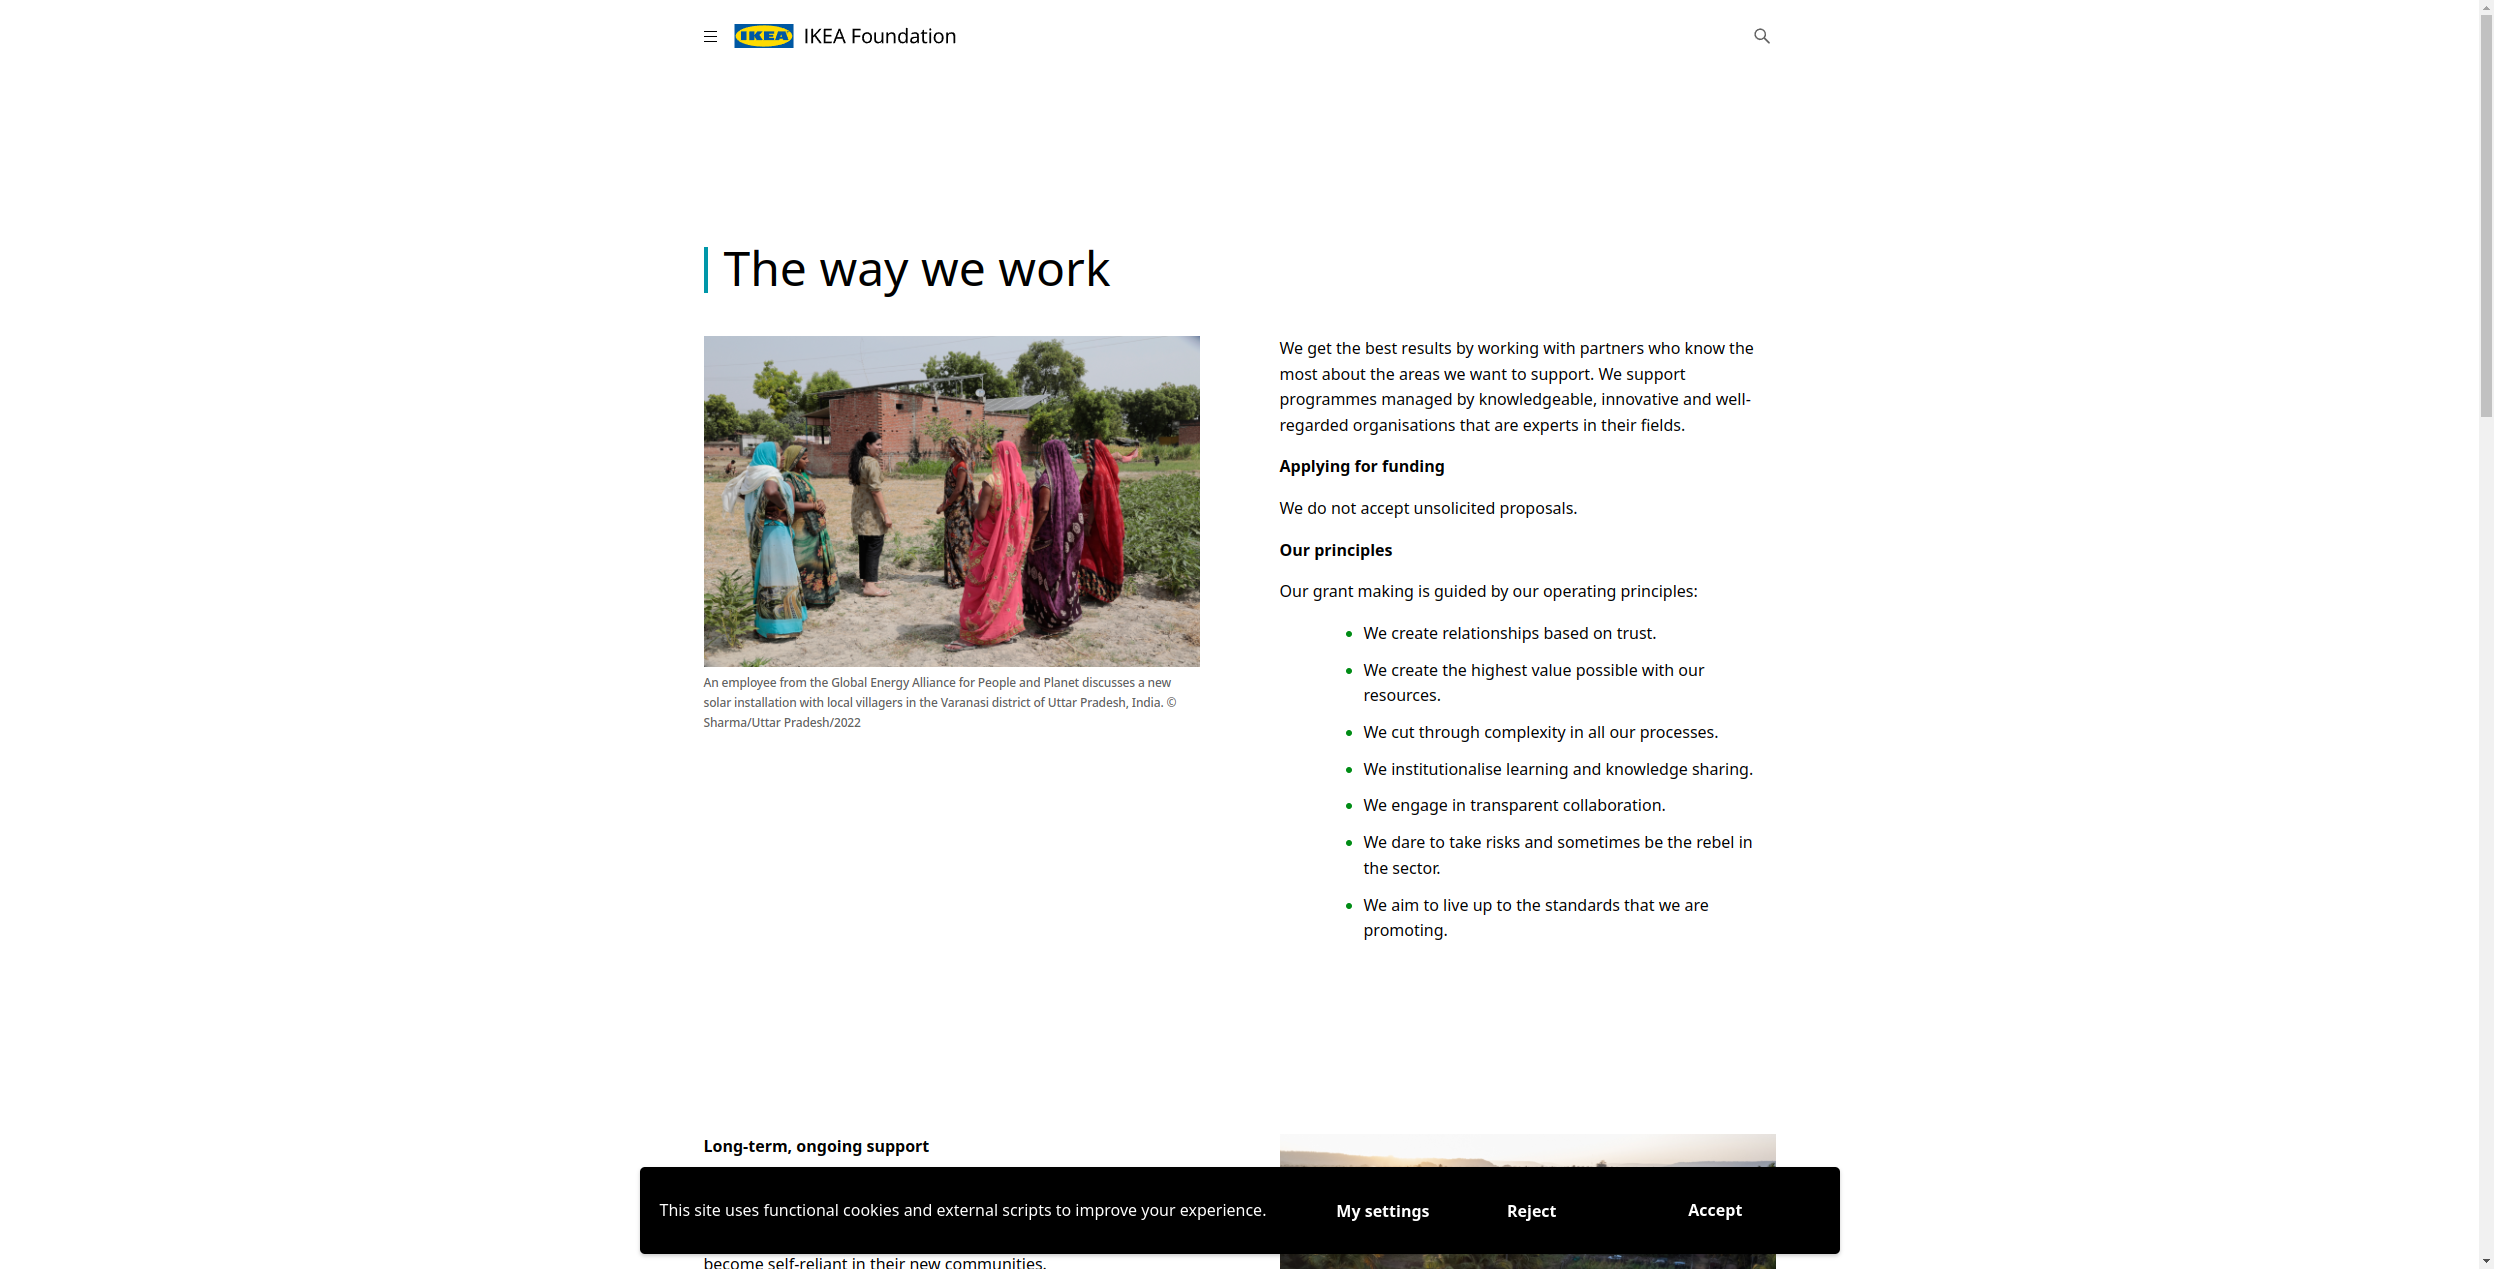 IKEA
IKEA Foundation
The way we work
An employee from the Global Energy Alliance for People and Planet discusses a new
solar installation with local villagers in the Varanasi district of Uttar Pradesh, India. ©
Sharma/Uttar Pradesh/2022
We get the best results by working with partners who know the
most about the areas we want to support. We support
programmes managed by knowledgeable, innovative and well-
regarded organisations that are experts in their fields.
Applying for funding
We do not accept unsolicited proposals.
Our principles
Our grant making is guided by our operating principles:
We create relationships based on trust.
We create the highest value possible with our
resources.
We cut through complexity in all our processes.
We institutionalise learning and knowledge sharing.
We engage in transparent collaboration.
We dare to take risks and sometimes be the rebel in
the sector.
We aim to live up to the standards that we are
promoting.
Long-term, ongoing support
This site uses functional cookies and external scripts to improve your experience.
My settings
Reject
Accept
become self-reliant in their new communities.